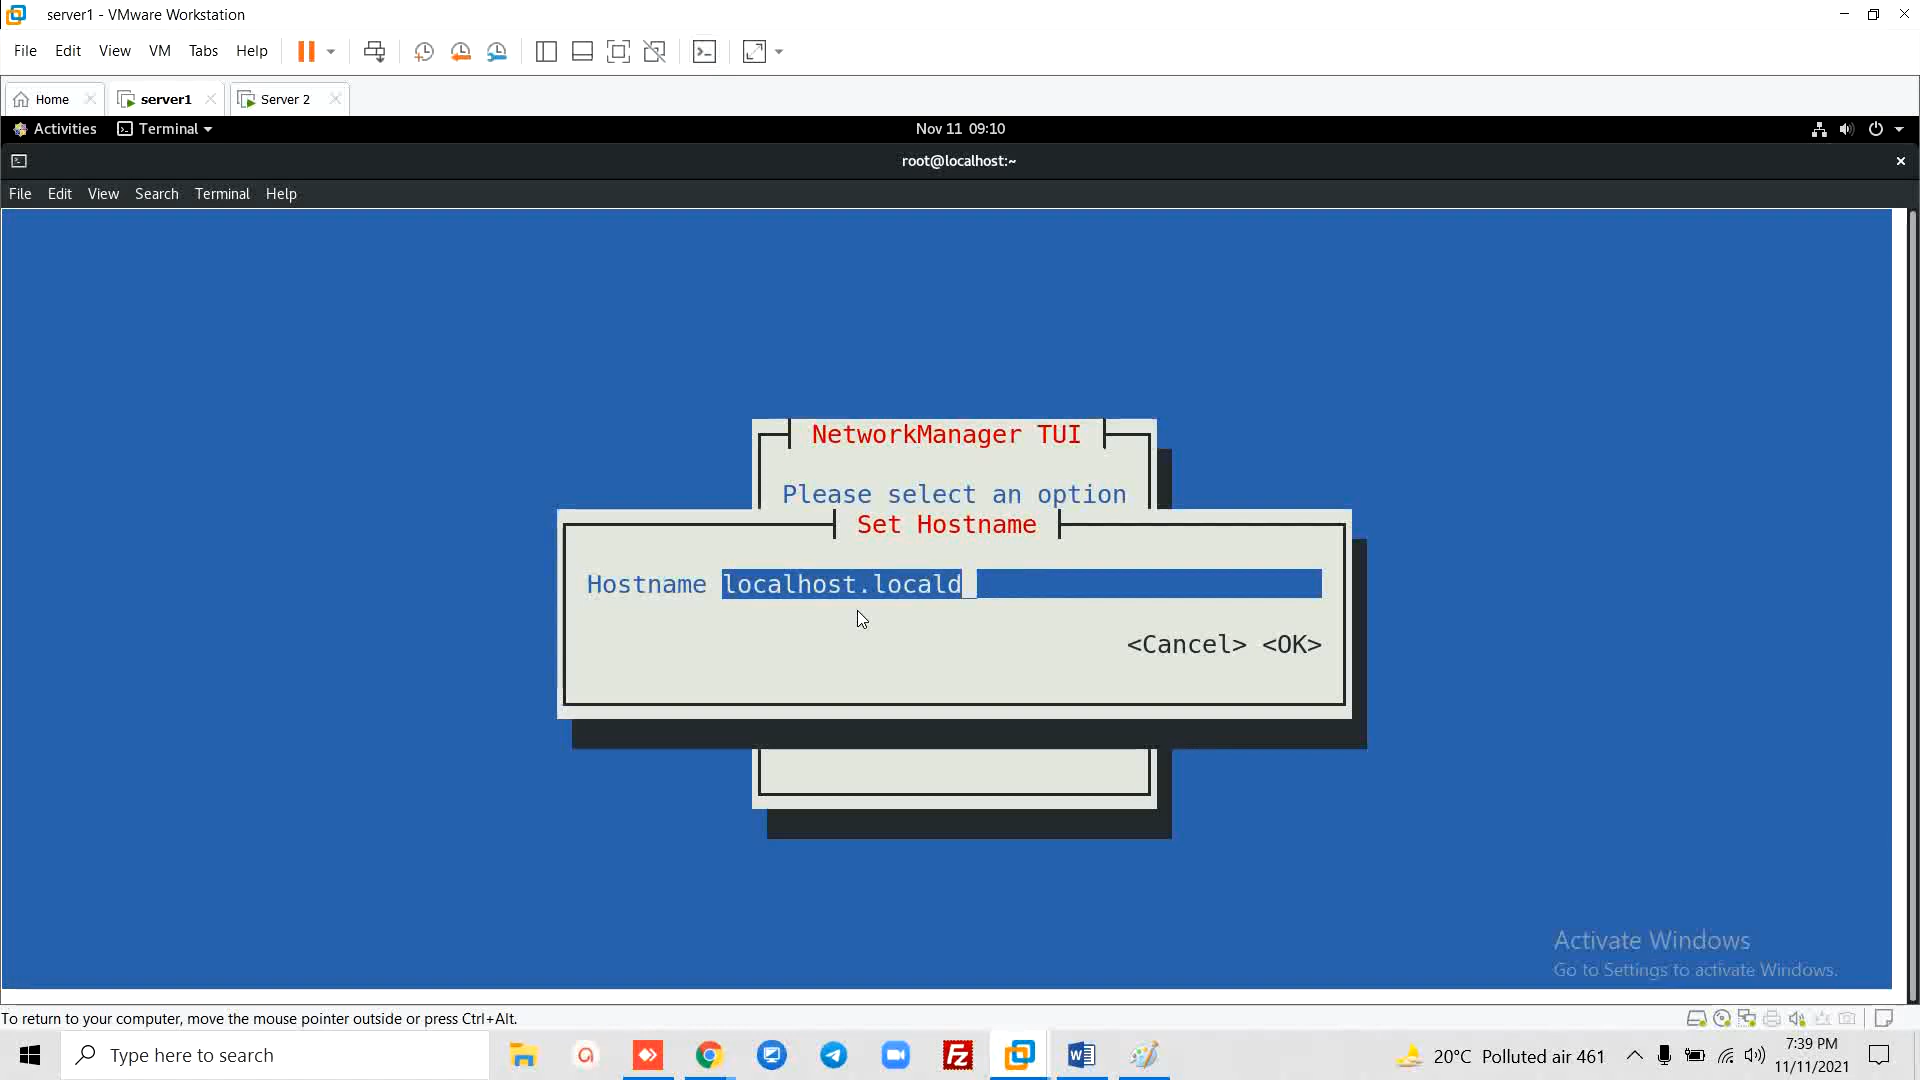 server1 - VMware Workstation
File Edit View VM Tabs Help
Home server1 Server 2
Activities Terminal Nov 11 09:10
root@localhost:~
File Edit View Search Terminal Help
NetworkManager TUI
Please select an option
Set Hostname
Hostname localhost.locald
<Cancel> <OK>
Activate Windows
Go to Settings to activate Windows.
To return to your computer, move the mouse pointer outside or press Ctrl+Alt.
Type here to search
20°C Polluted air 461
7:39 PM
11/11/2021